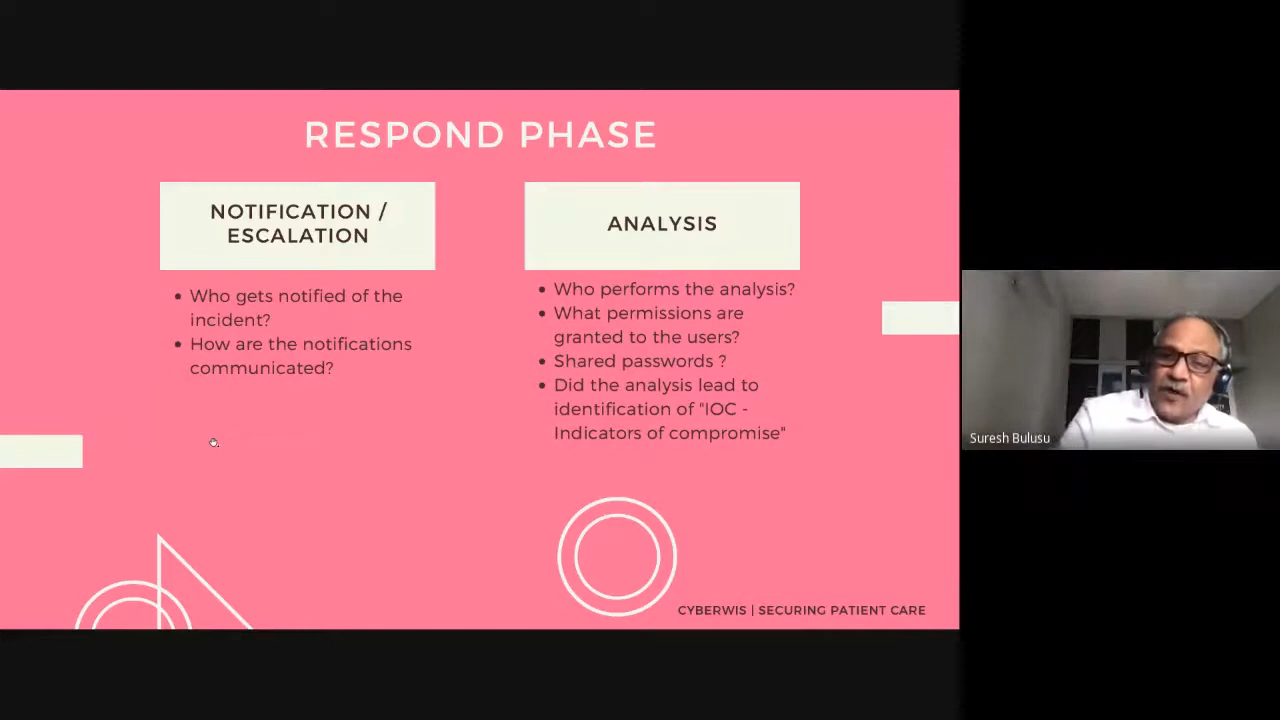 RESPOND PHASE
NOTIFICATION /
ESCALATION
• Who gets notified of the
incident?
• How are the notifications
communicated?
ANALYSIS
• Who performs the analysis?
• What permissions are
granted to the users?
• Shared passwords ?
• Did the analysis lead to
identification of "IOC -
Indicators of compromise"
CYBERWIS | SECURING PATIENT CARE
Suresh Bulusu